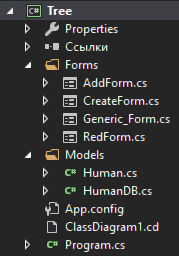 Tree
Properties
Ссылки
Forms
AddForm.cs
CreateForm.cs
Generic_Form.cs
RedForm.cs
Models
C# Human.cs
C# HumanDB.cs
App.config
ClassDiagram1.cd
C# Program.cs